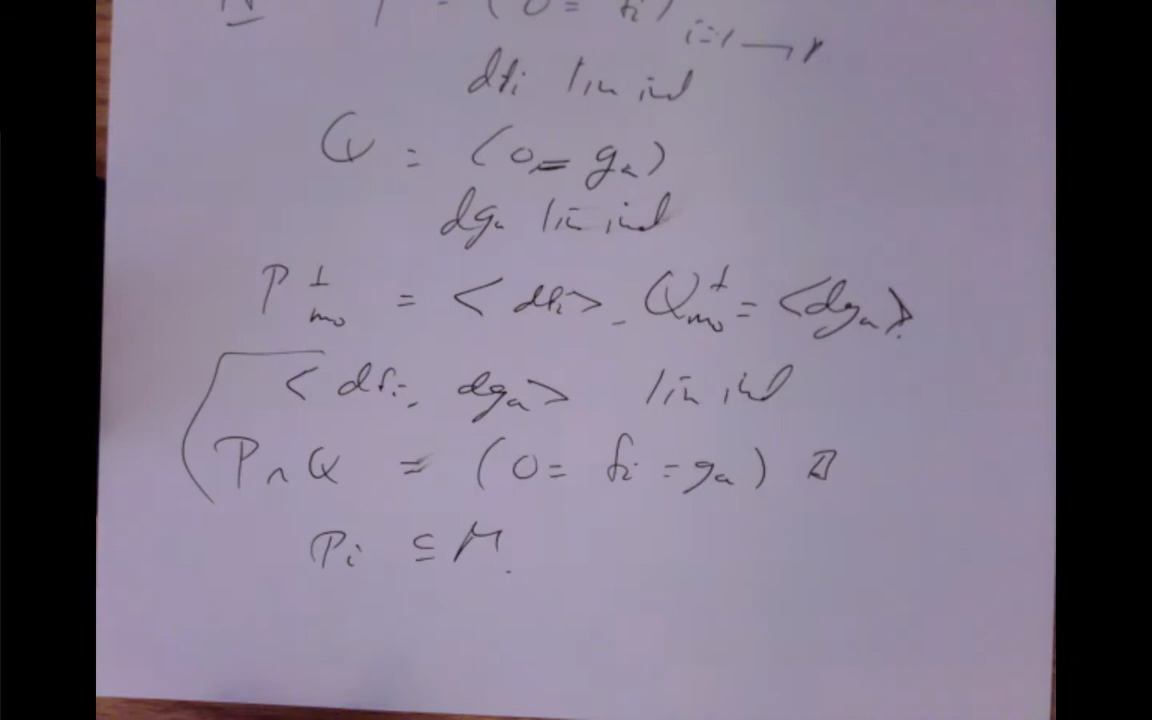 P = (0 = fi) i=1→r
dfi lin ind
Q = (0 = ga)
dga lin ind
P⊥m₀ = <dfi>, Q⊥m₀ = <dga>.
<dfi, dga> lin ind
P∩Q = (0 = fi = ga)
Pi ⊆ M.